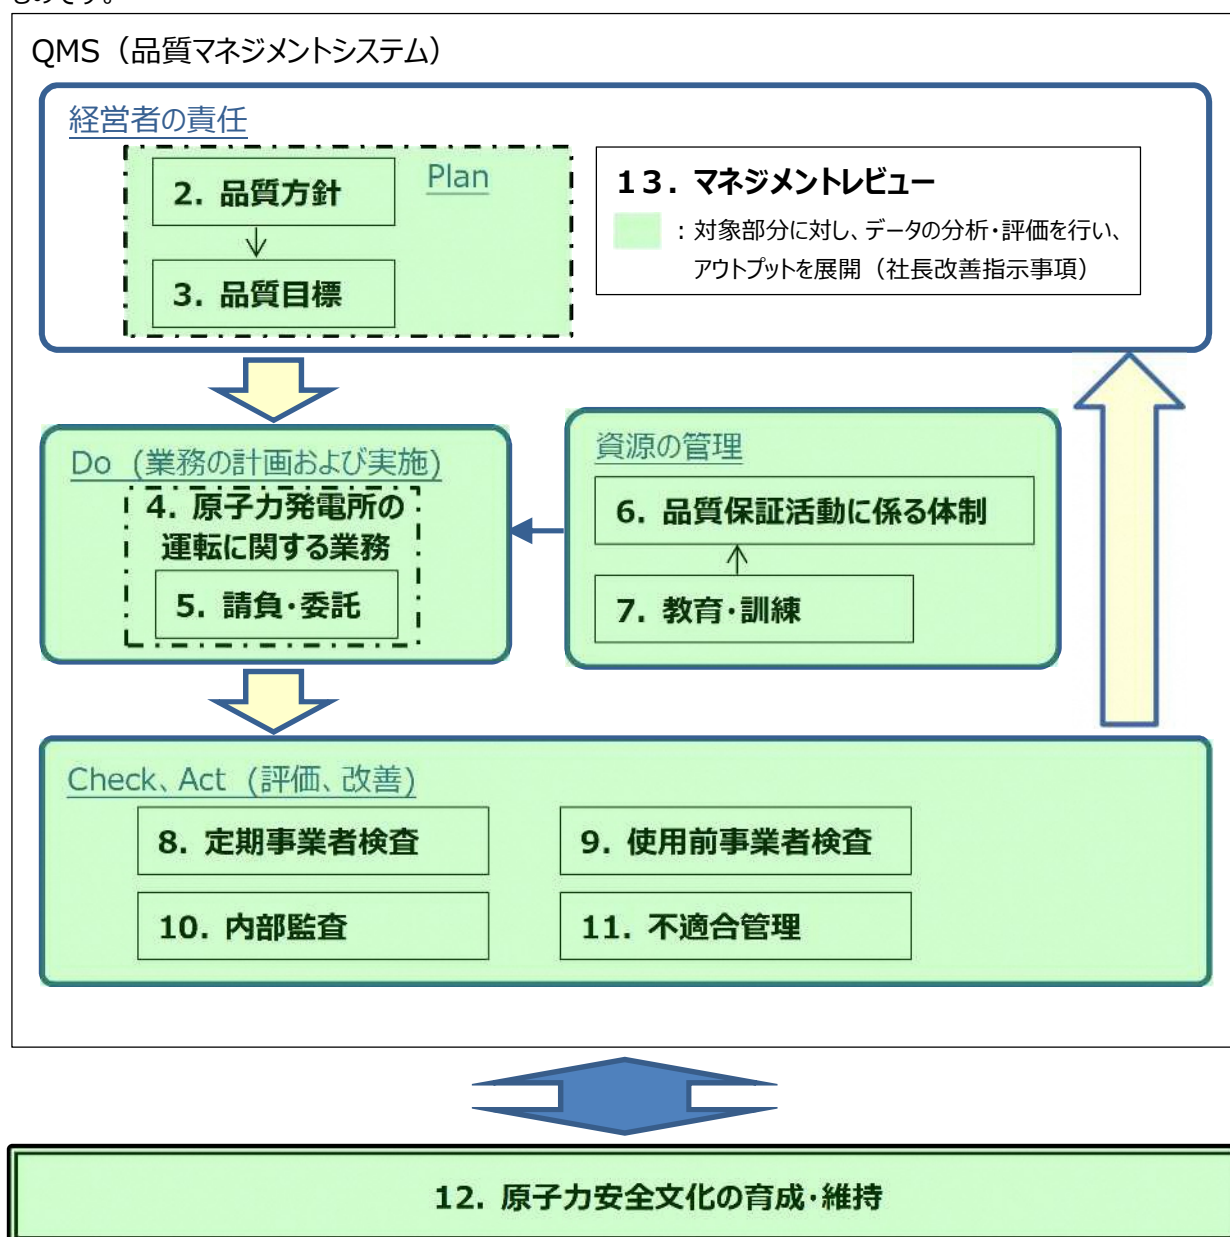 QMS（品質マネジメントシステム）
経営者の責任
Plan
2. 品質方針
3. 品質目標
１３．マネジメントレビュー
：対象部分に対し、データの分析・評価を行い、
アウトプットを展開（社長改善指示事項）
Do (業務の計画および実施)
4. 原子力発電所の
運転に関する業務
5. 請負・委託
資源の管理
6. 品質保証活動に係る体制
7. 教育・訓練
Check、Act (評価、改善)
8. 定期事業者検査
9. 使用前事業者検査
10. 内部監査
11. 不適合管理
12. 原子力安全文化の育成・維持